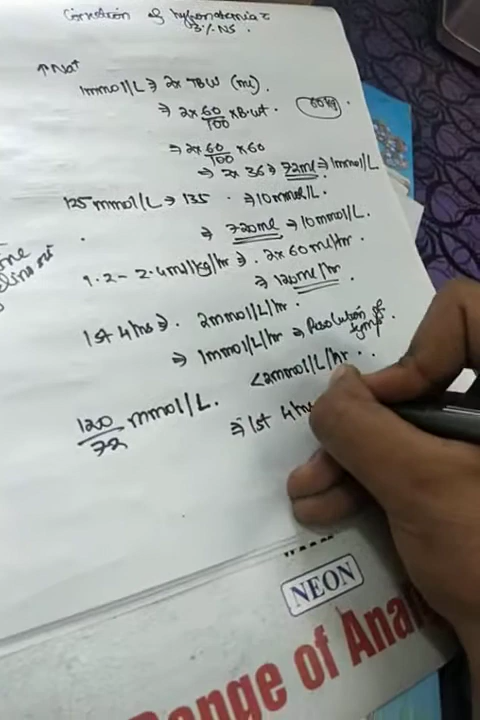 Correction of hyponatremia c
3% NS.
↑Na+
1mmol/L ⇒ 2x TBW (ml).
⇒ 2x 60/100 x B.wt. 60kg.
⇒ 2x 60/100 x 60
⇒ 2x 36 ⇒ 72ml ⇒ 1mmol/L
125 mmol/L → 135 . ⇒ 10mmol/L.
⇒ 720ml ⇒ 10mmol/L.
1.2 - 2.4ml/kg/hr ⇒ . 2x 60ml/hr.
⇒ 120ml/hr
1st 4hrs ⇒ . 2mmol/L/hr.
⇒ 1mmol/L/hr ⇒ Resolution of symp.
<2mmol/L/hr . .
120/72 mmol/L.
⇒ 1st 4hrs
NEON
Range of Ana